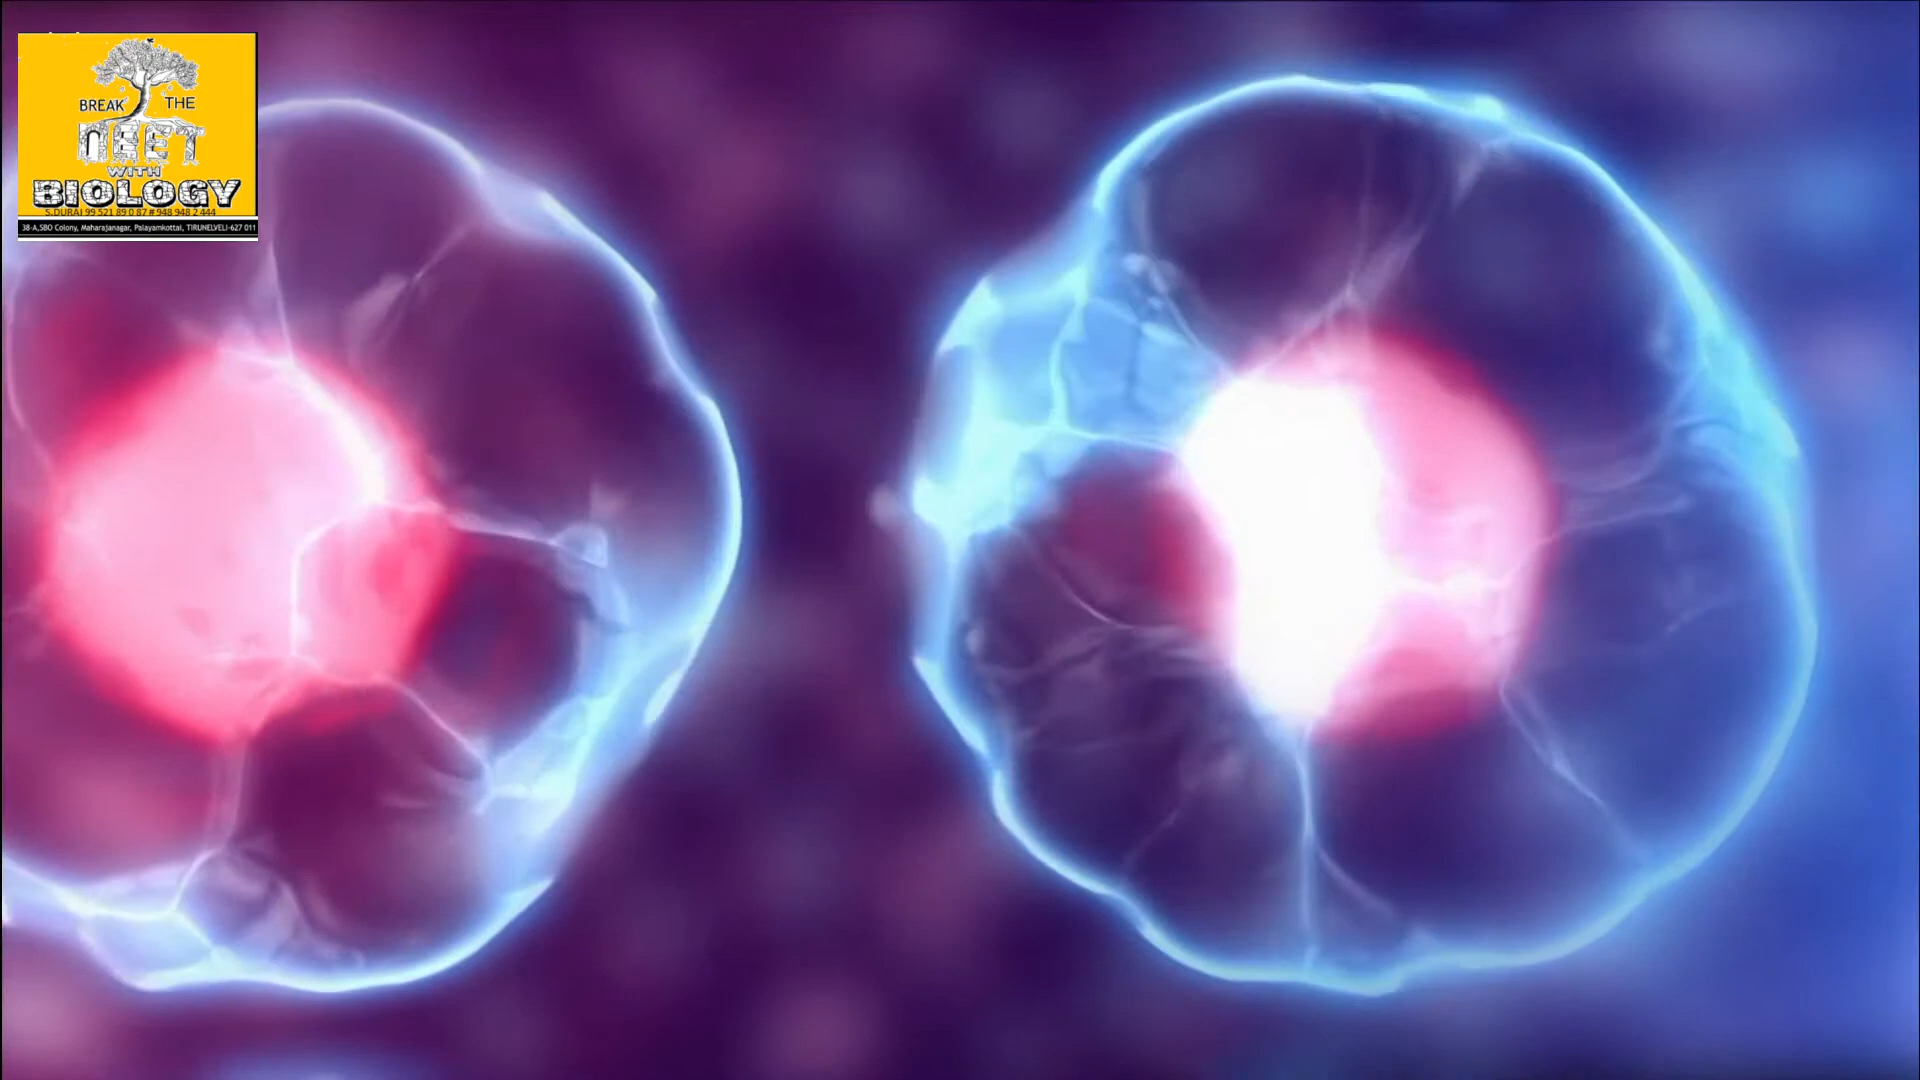 BREAK THE
NEET
WITH
BIOLOGY
S.DURAI 99 521 89 0 87 # 948 948 2 444
38-A,SBO Colony, Maharajanagar, Palayamkottai, TIRUNELVELI-627 011